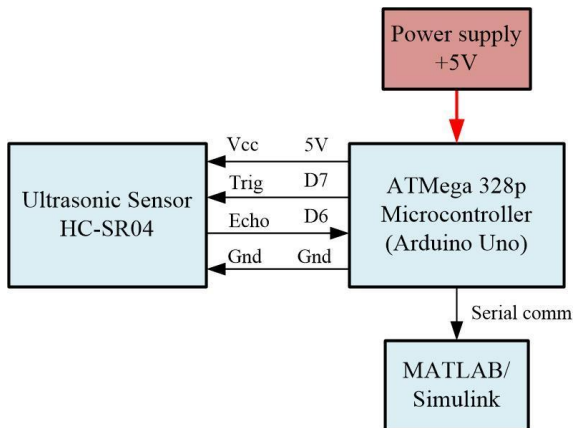 Power supply
+5V
Vcc 5V
Trig D7
Echo D6
Gnd Gnd
Ultrasonic Sensor
HC-SR04
ATMega 328p
Microcontroller
(Arduino Uno)
Serial comm
MATLAB/
Simulink